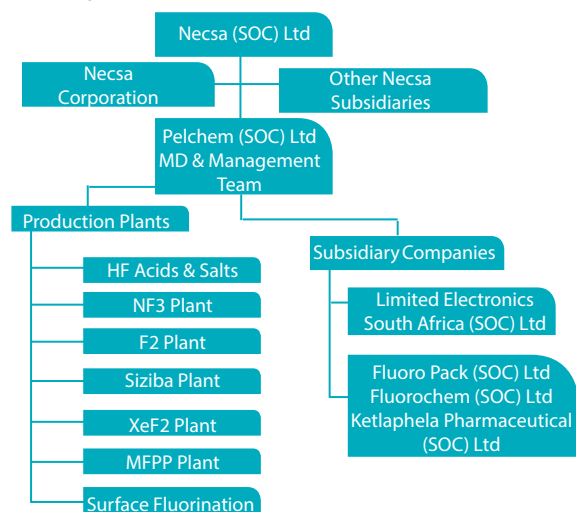 Necsa (SOC) Ltd
Necsa
Corporation
Other Necsa
Subsidiaries
Pelchem (SOC) Ltd
MD & Management
Team
Production Plants
HF Acids & Salts
NF3 Plant
F2 Plant
Siziba Plant
XeF2 Plant
MFPP Plant
Surface Fluorination
Subsidiary Companies
Limited Electronics
South Africa (SOC) Ltd
Fluoro Pack (SOC) Ltd
Fluorochem (SOC) Ltd
Ketlaphela Pharmaceutical
(SOC) Ltd